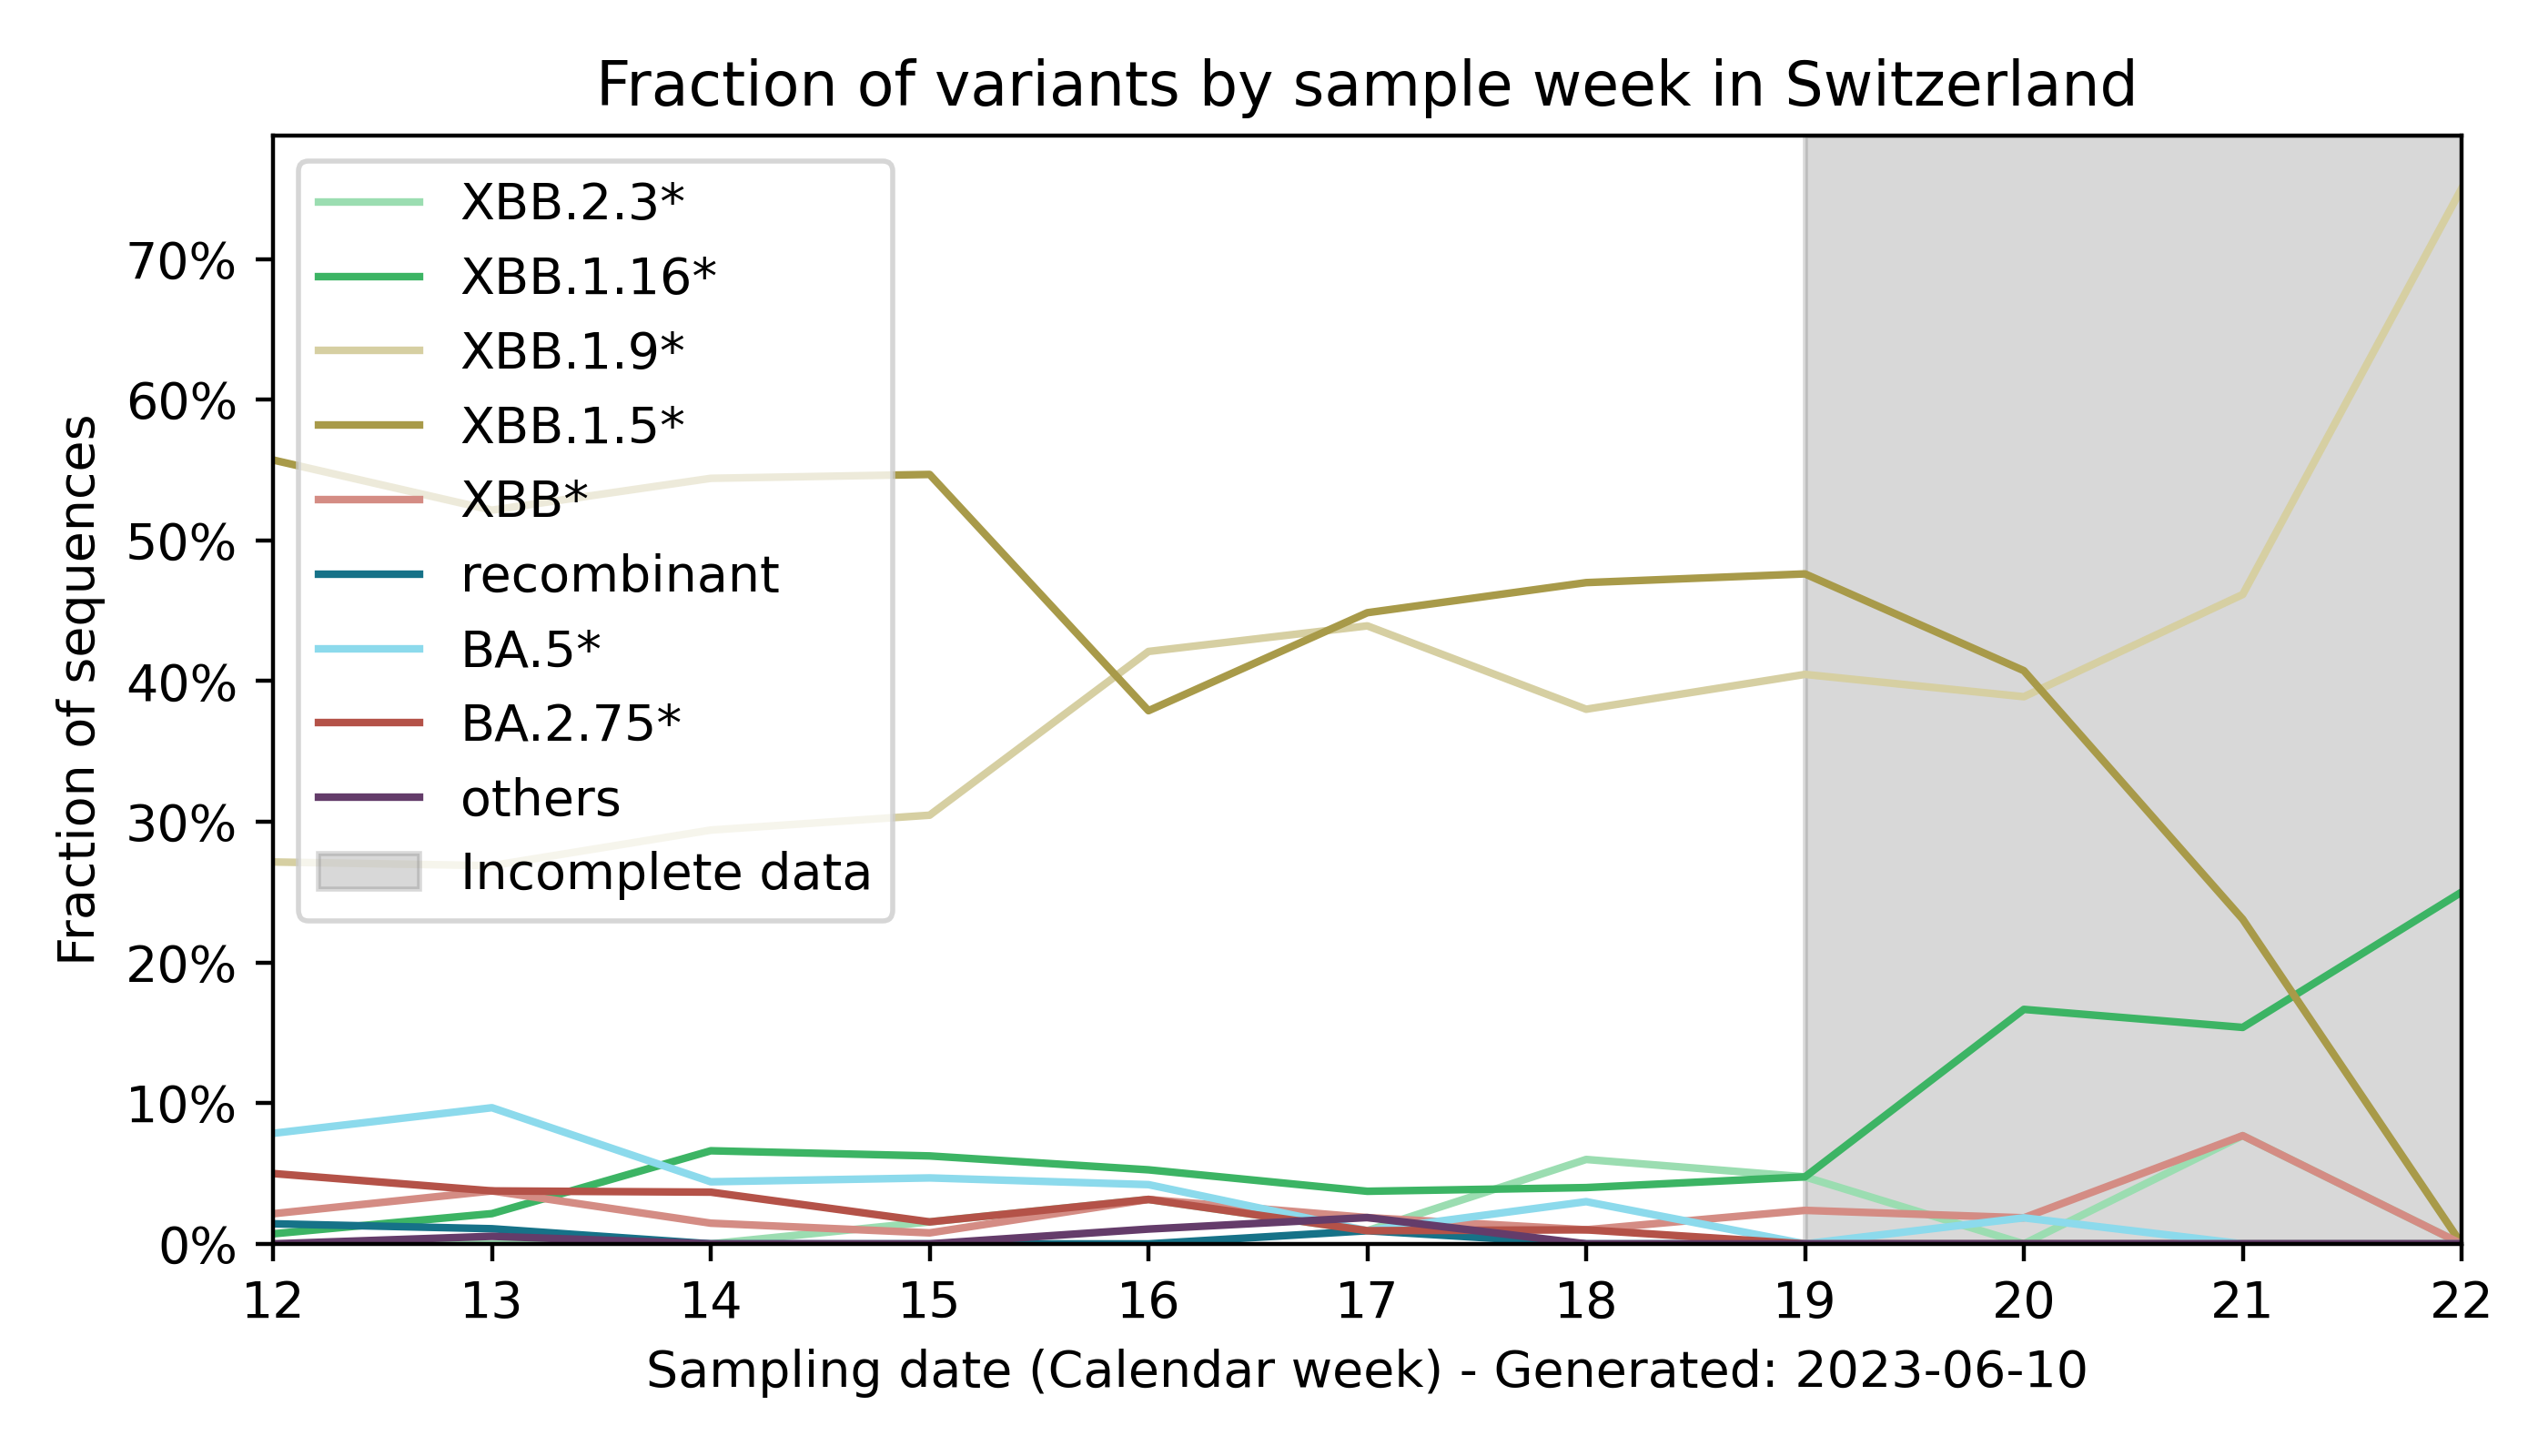 Fraction of variants by sample week in Switzerland
Fraction of sequences
70%
60%
50%
40%
30%
20%
10%
0%
XBB.2.3*
XBB.1.16*
XBB.1.9*
XBB.1.5*
XBB*
recombinant
BA.5*
BA.2.75*
others
Incomplete data
12 13 14 15 16 17 18 19 20 21 22
Sampling date (Calendar week) - Generated: 2023-06-10